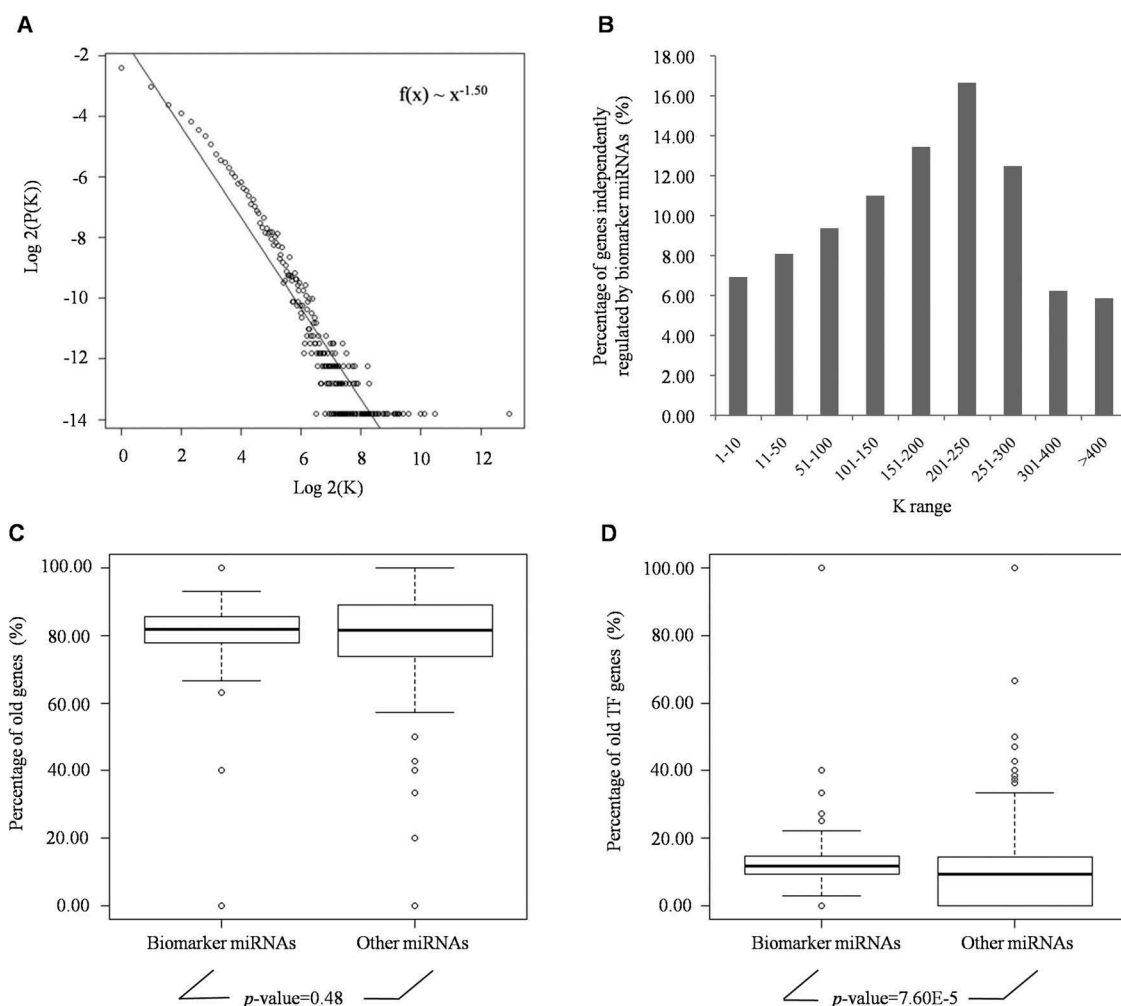 A
f(x) ~ x^-1.50
Log 2(P(K))
-2
-4
-6
-8
-10
-12
-14
0
2
4
6
8
10
12
Log 2(K)
B
Percentage of genes independently
regulated by biomarker miRNAs (%)
18.00
16.00
14.00
12.00
10.00
8.00
6.00
4.00
2.00
0.00
1-10
11-50
51-100
101-150
151-200
201-250
251-300
301-400
>400
K range
C
Percentage of old genes (%)
100.00
80.00
60.00
40.00
20.00
0.00
Biomarker miRNAs
Other miRNAs
p-value=0.48
D
Percentage of old TF genes (%)
100.00
80.00
60.00
40.00
20.00
0.00
Biomarker miRNAs
Other miRNAs
p-value=7.60E-5